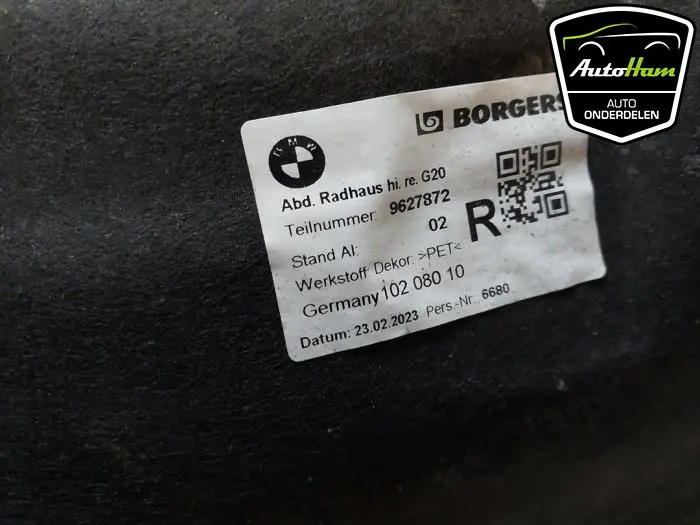 AutoHam
AUTO
ONDERDELEN
BORGERS
BMW
Abd. Radhaus hi. re. G20
Teilnummer: 9627872
Stand AI: 02
R
Werkstoff: Dekor: >PET<
Germany 102 080 10
Datum: 23.02.2023 Pers.-Nr. 6680